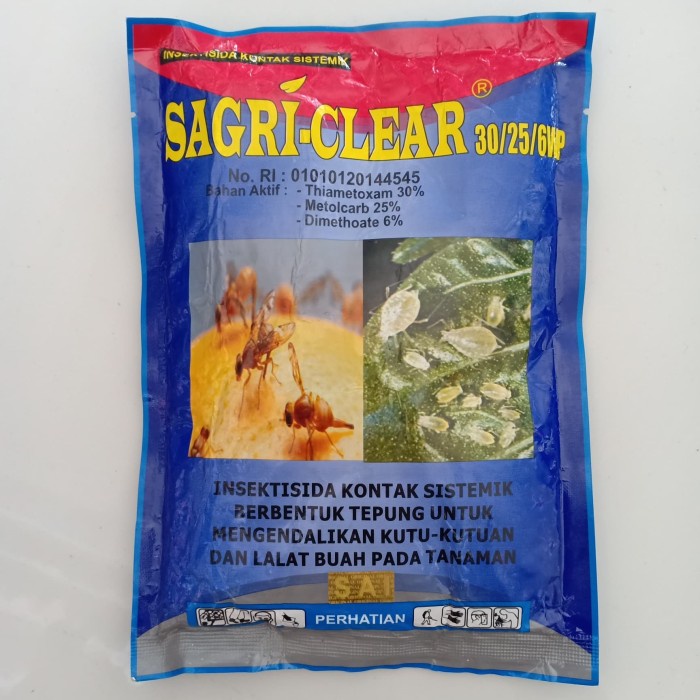 INSEKTISIDA KONTAK SISTEMIK
SAGRI-CLEAR ® 30/25/6WP
No. RI : 01010120144545
Bahan Aktif : - Thiametoxam 30%
- Metolcarb 25%
- Dimethoate 6%
INSEKTISIDA KONTAK SISTEMIK
BERBENTUK TEPUNG UNTUK
MENGENDALIKAN KUTU-KUTUAN
DAN LALAT BUAH PADA TANAMAN
SAI
PERHATIAN